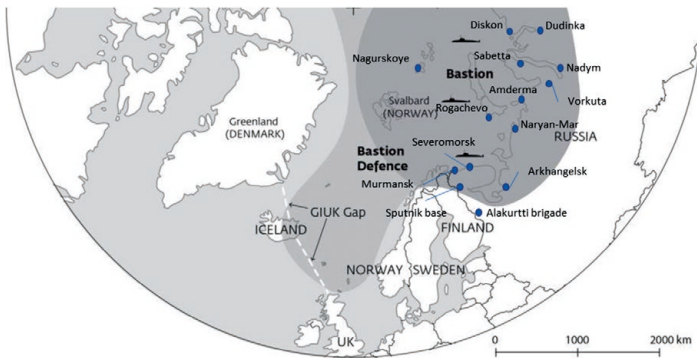 Diskon
Dudinka
Nagurskoye
Sabetta
Nadym
Bastion
Amderma
Vorkuta
Svalbard
(NORWAY)
Rogachevo
Greenland
(DENMARK)
Naryan-Mar
RUSSIA
Severomorsk
Bastion
Defence
Arkhangelsk
Murmansk
GIUK Gap
Sputnik base
Alakurtti brigade
ICELAND
FINLAND
NORWAY
SWEDEN
UK
0
1000
2000 km